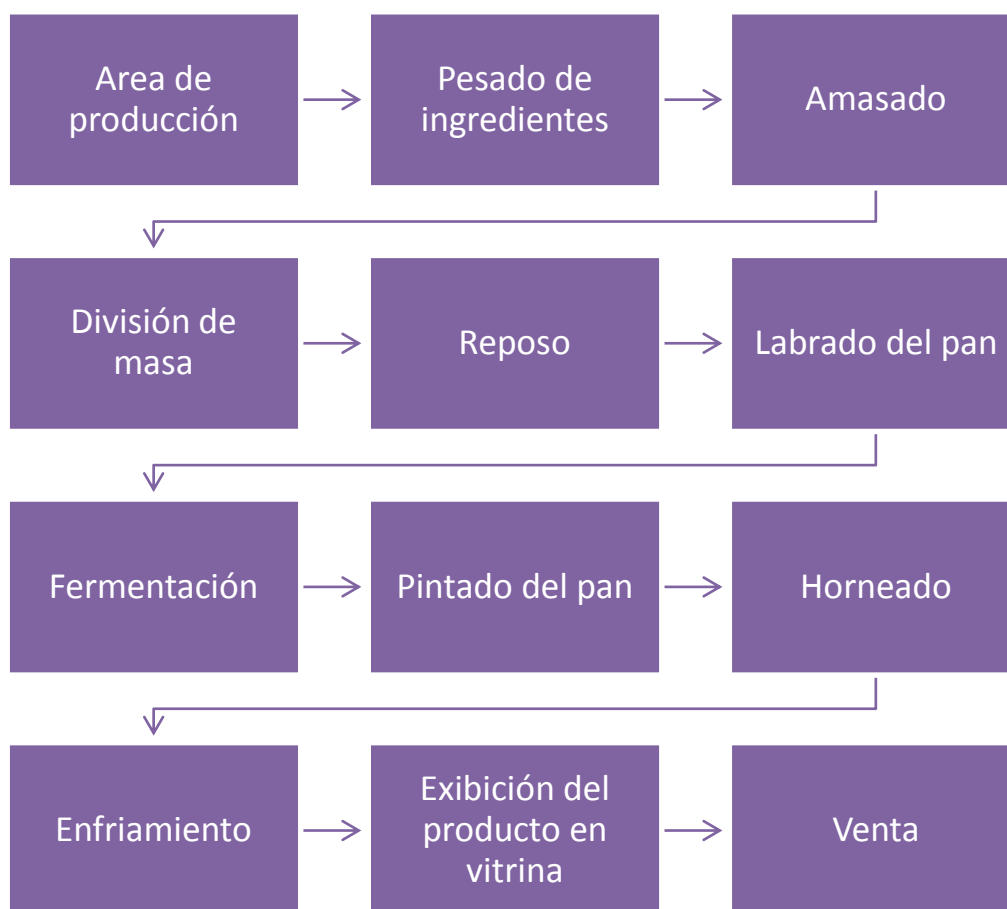 Area de
producción
Pesado de
ingredientes
Amasado
División de
masa
Reposo
Labrado del pan
Fermentación
Pintado del pan
Horneado
Enfriamiento
Exibición del
producto en
vitrina
Venta